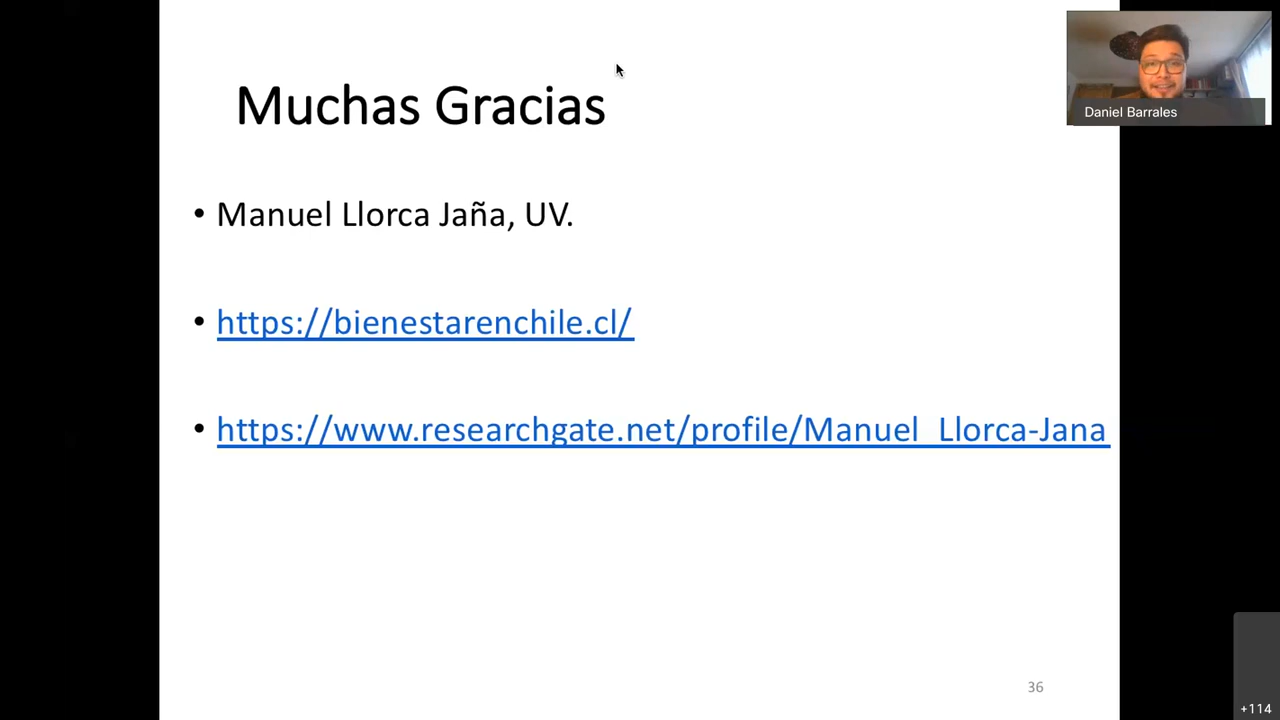 Muchas Gracias
Daniel Barrales
• Manuel Llorca Jaña, UV.
• https://bienestarenchile.cl/
• https://www.researchgate.net/profile/Manuel_Llorca-Jana
36
+114